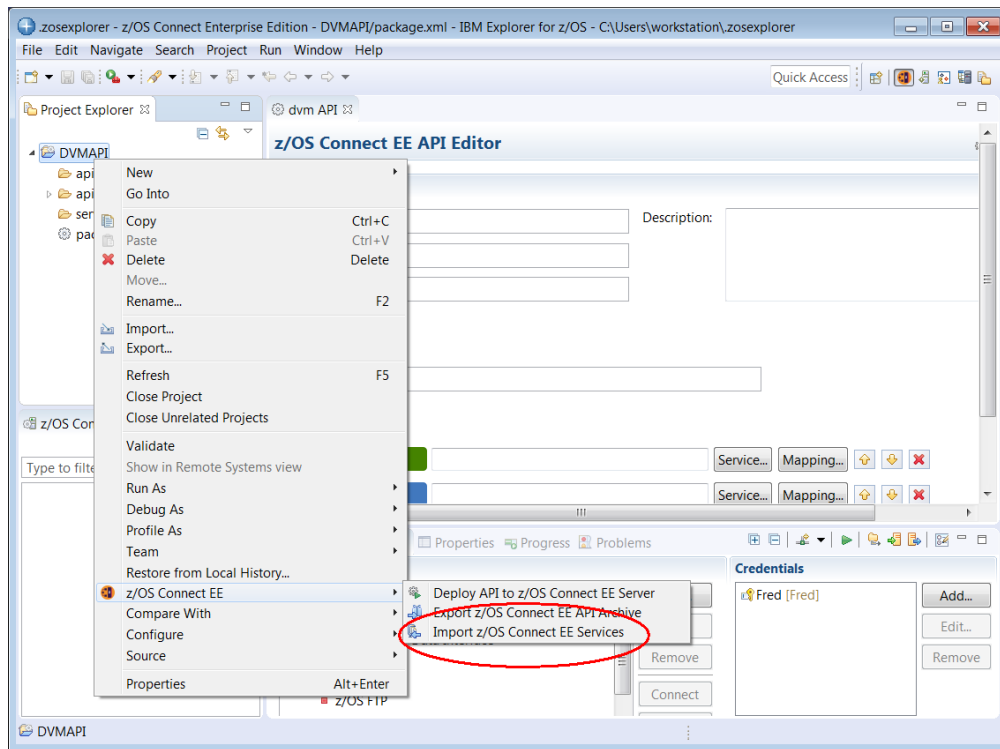 .zosexplorer - z/OS Connect Enterprise Edition - DVMAPI/package.xml - IBM Explorer for z/OS - C:\Users\workstation\.zosexplorer
File Edit Navigate Search Project Run Window Help
Quick Access
Project Explorer
dvm API
z/OS Connect EE API Editor
DVMAPI
api
api
ser
pac
Description:
New
Go Into
Copy Ctrl+C
Paste Ctrl+V
Delete Delete
Move...
Rename... F2
Import...
Export...
Refresh F5
Close Project
Close Unrelated Projects
Validate
Show in Remote Systems view
Run As
Debug As
Profile As
Team
Restore from Local History...
z/OS Connect EE
Compare With
Configure
Source
Properties Alt+Enter
z/OS Con
Type to filte
Service... Mapping...
Service... Mapping...
Properties Progress Problems
Deploy API to z/OS Connect EE Server
Export z/OS Connect EE API Archive
Import z/OS Connect EE Services
z/OS FTP
Remove
Connect
Credentials
Fred [Fred]
Add...
Edit...
Remove
DVMAPI